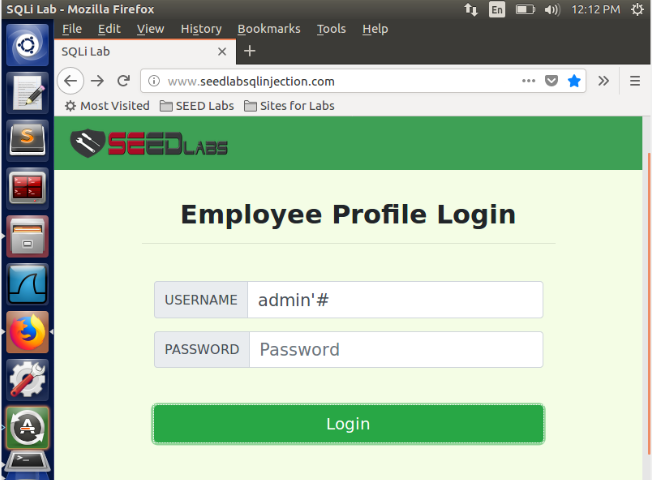 SQLi Lab - Mozilla Firefox
En
12:12 PM
File Edit View History Bookmarks Tools Help
SQLi Lab
www.seedlabsqlinjection.com
Most Visited SEED Labs Sites for Labs
SEEDLABS
Employee Profile Login
USERNAME admin'#
PASSWORD Password
Login